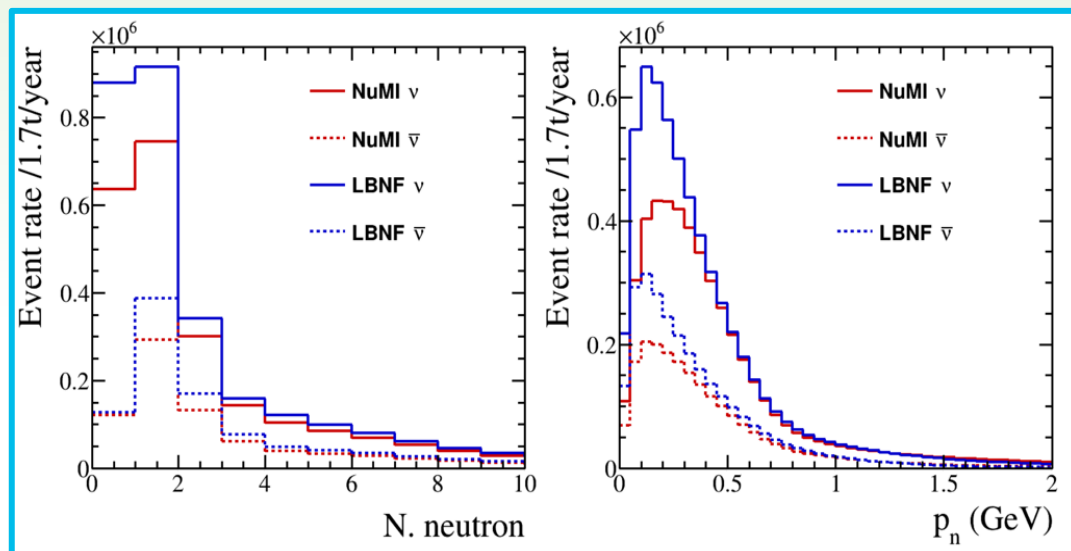 ×10⁶
Event rate /1.7t/year
0.8
0.6
0.4
0.2
0
NuMI ν
NuMI ν̅
LBNF ν
LBNF ν̅
0 2 4 6 8 10
N. neutron
×10⁶
Event rate /1.7t/year
0.6
0.4
0.2
0
NuMI ν
NuMI ν̅
LBNF ν
LBNF ν̅
0 0.5 1 1.5 2
pₙ (GeV)